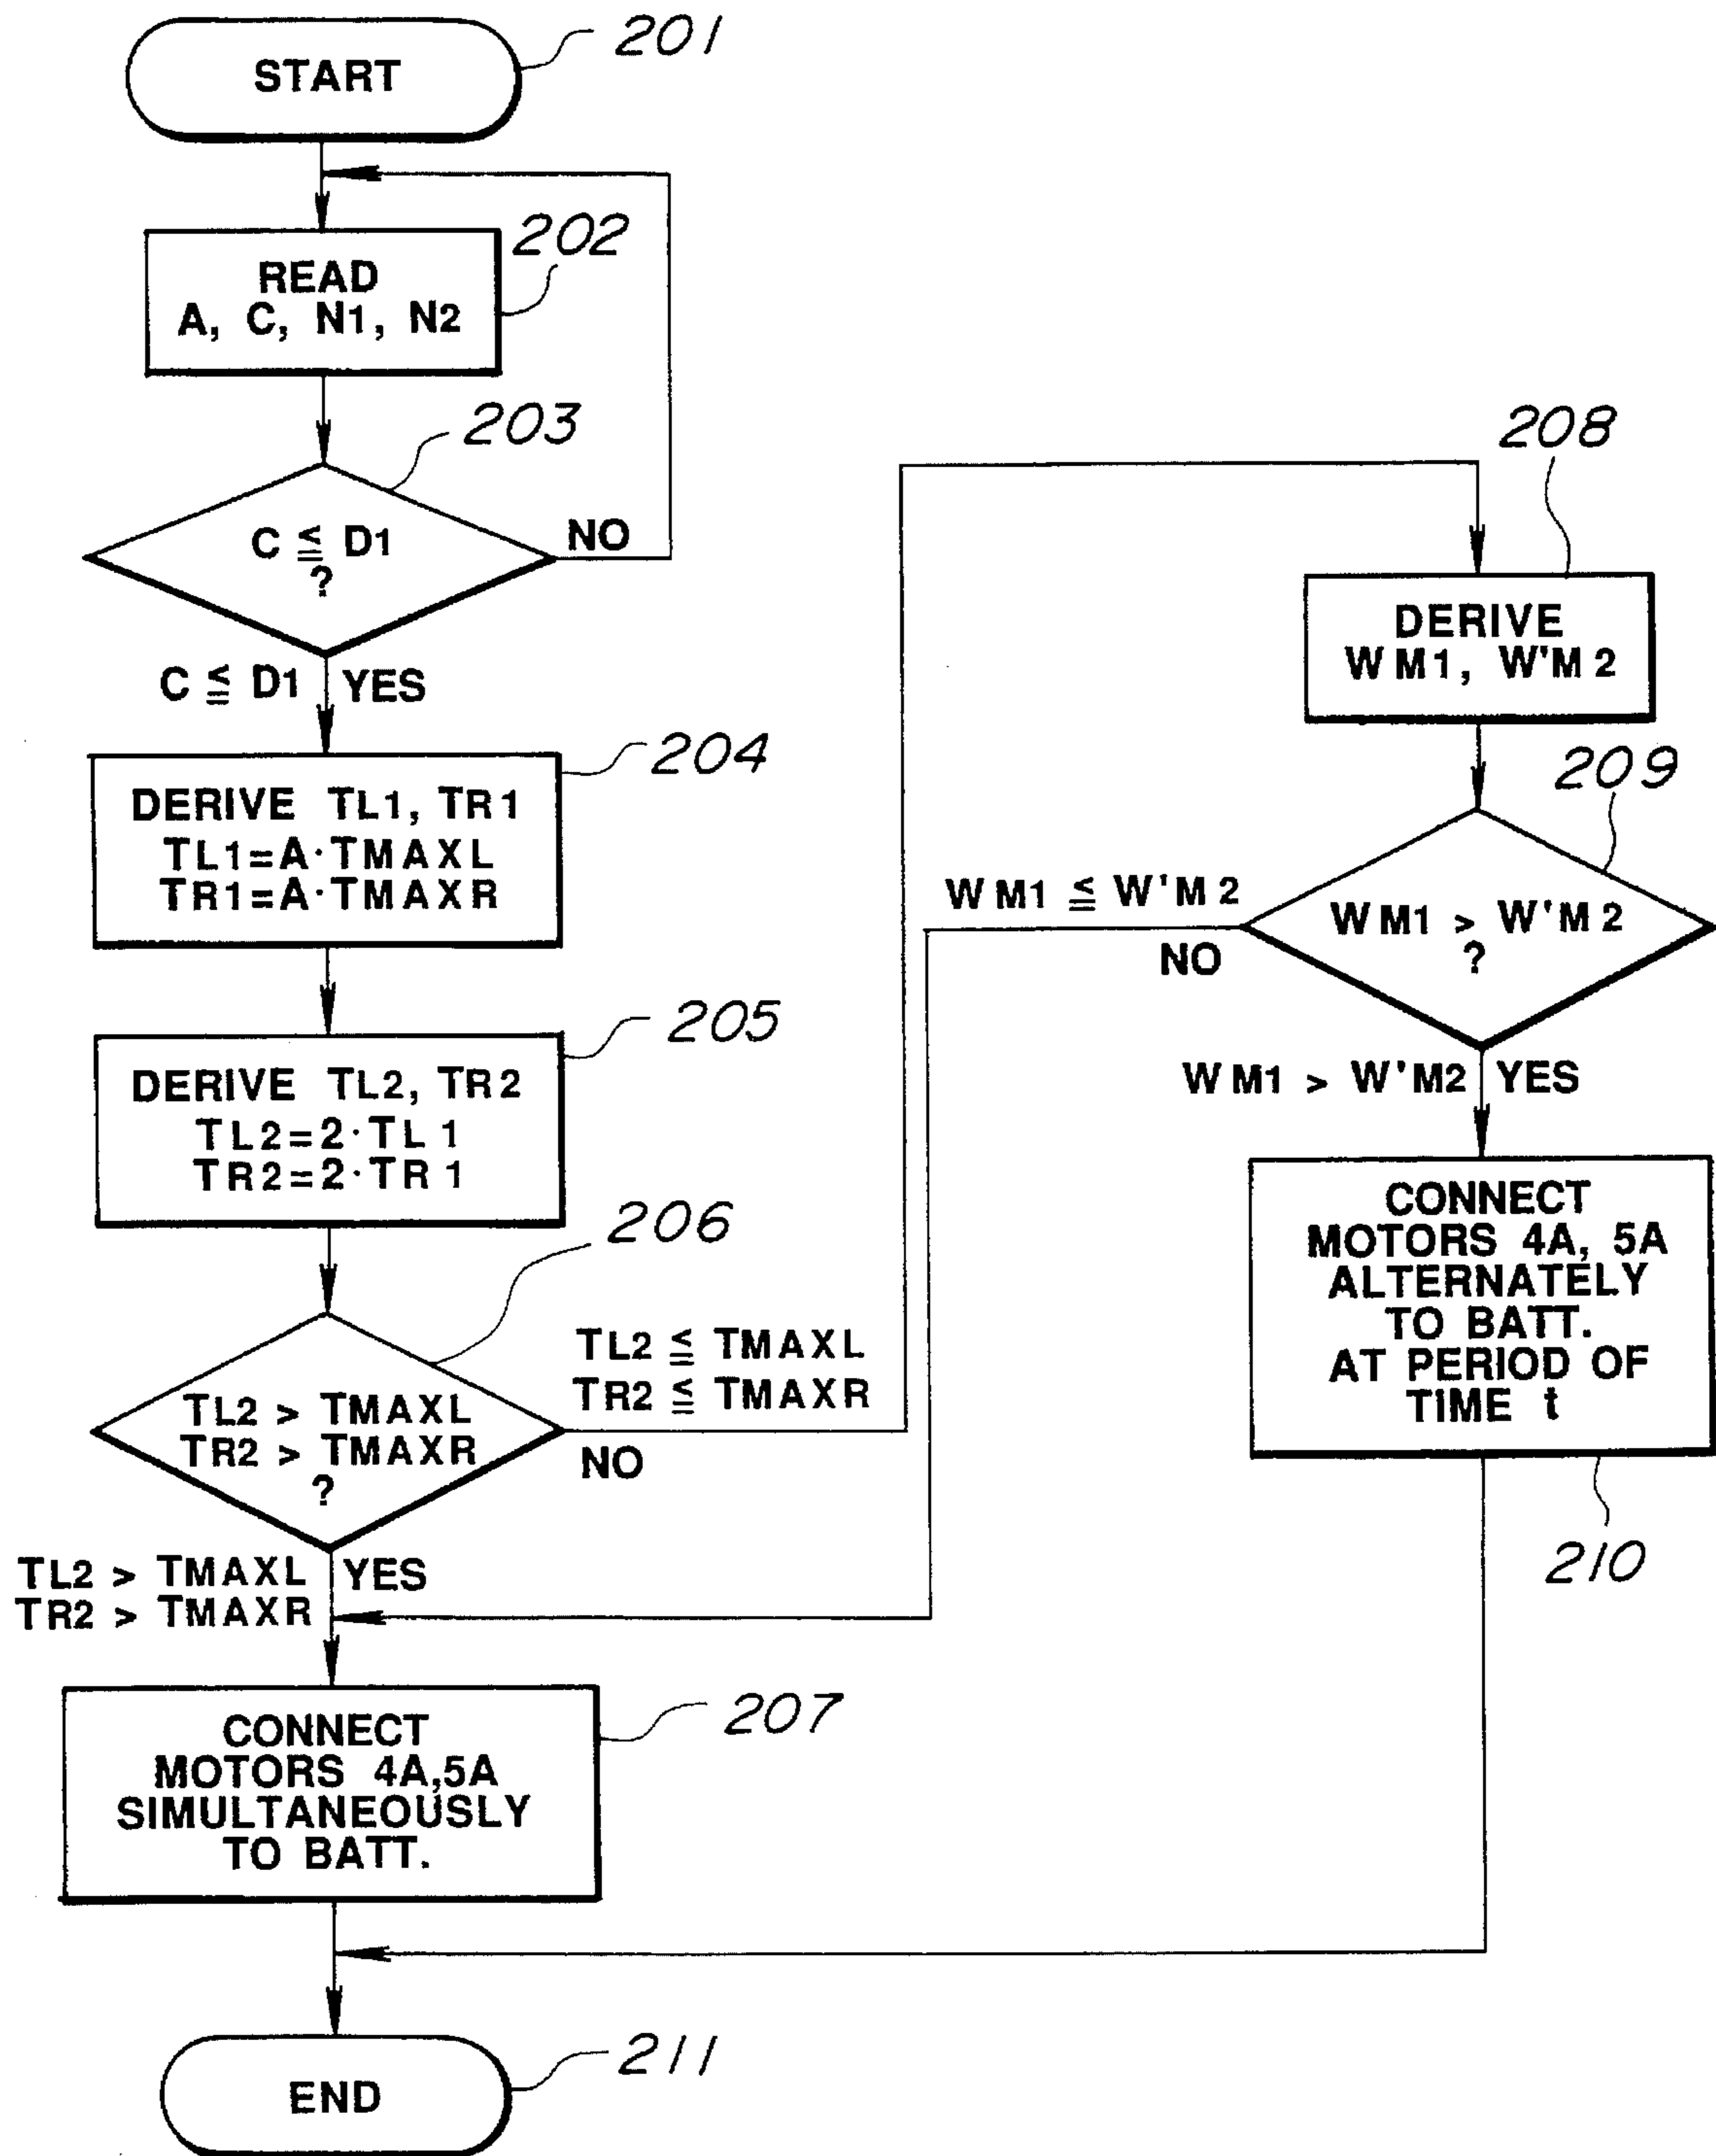 201
START
202
READ
A, C, N1, N2
203
C ≦ D1
?
NO
C ≦ D1 YES
204
DERIVE TL1, TR1
TL1=A·TMAXL
TR1=A·TMAXR
205
DERIVE TL2, TR2
TL2=2·TL1
TR2=2·TR1
206
TL2 > TMAXL
TR2 > TMAXR
?
TL2 ≦ TMAXL
TR2 ≦ TMAXR
NO
TL2 > TMAXL YES
TR2 > TMAXR
207
CONNECT
MOTORS 4A,5A
SIMULTANEOUSLY
TO BATT.
208
DERIVE
WM1, W'M2
209
WM1 > W'M2
?
WM1 ≦ W'M2
NO
WM1 > W'M2 YES
CONNECT
MOTORS 4A, 5A
ALTERNATELY
TO BATT.
AT PERIOD OF
TIME t
210
211
END